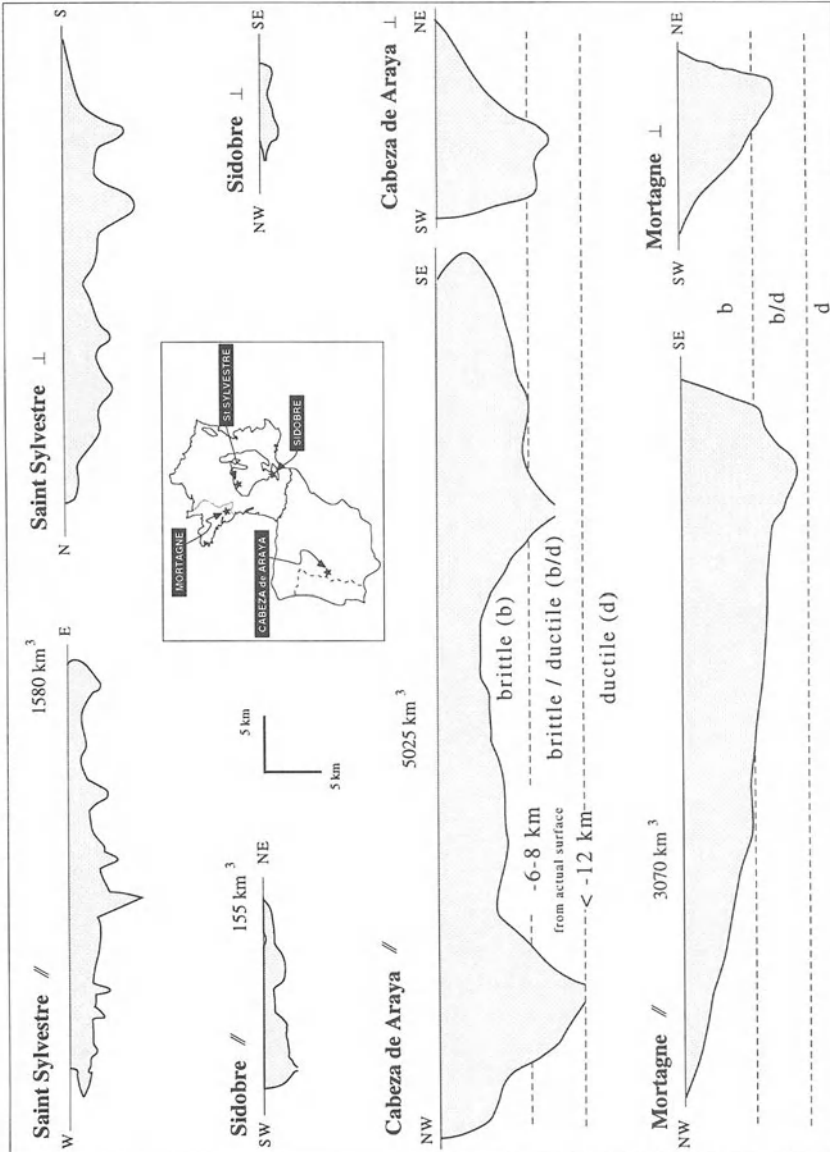 Saint Sylvestre //
1580 km³
W
E
Saint Sylvestre ⊥
N
S
Sidobre //
155 km³
SW
NE
5 km
5 km
MORTAGNE
St SYLVESTRE
SIDOBRE
CABEZA de ARAYA
Sidobre ⊥
NW
SE
Cabeza de Araya //
5025 km³
NW
SE
brittle (b)
-6-8 km
from actual surface
brittle / ductile (b/d)
< -12 km
ductile (d)
Cabeza de Araya ⊥
SW
NE
Mortagne //
3070 km³
NW
SE
b
b/d
d
Mortagne ⊥
SW
NE